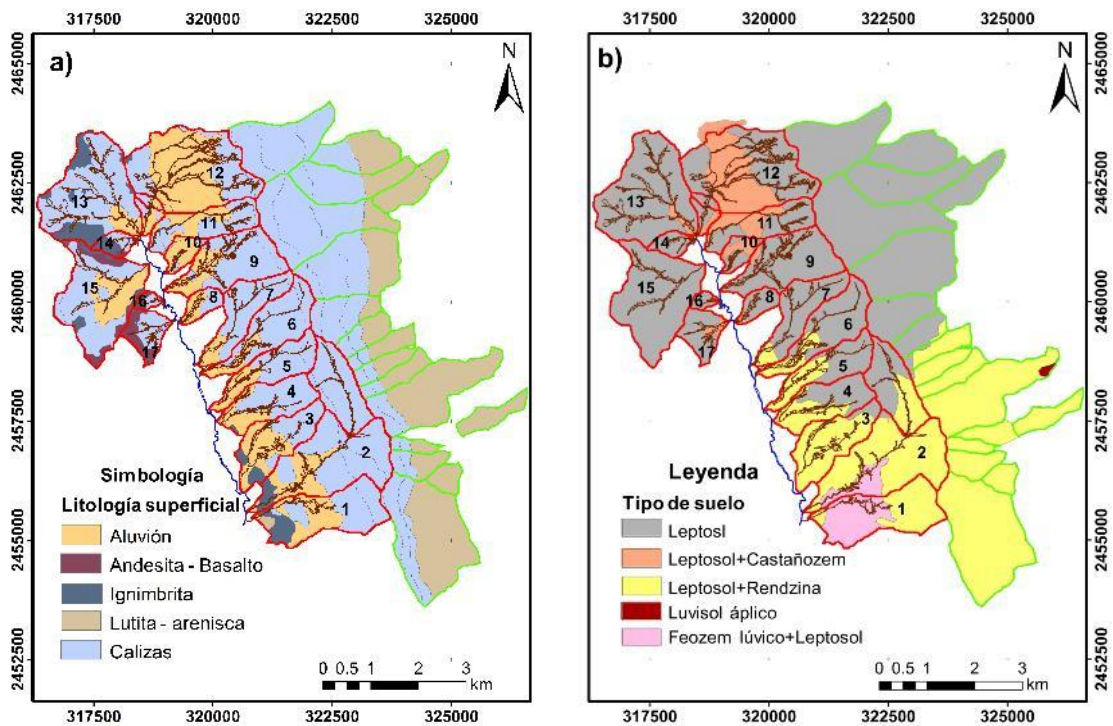 317500 320000 322500 325000
317500 320000 322500 325000
2465000
2462500
2460000
2457500
2455000
2452500
a)
N
12
13
11
14
10
9
15
16
8
7
17
6
5
4
3
2
1
Simbología
Litología superficial
Aluvión
Andesita - Basalto
Ignimbrita
Lutita - arenisca
Calizas
0 0.5 1 2 3
km
317500 320000 322500 325000
b)
N
12
13
11
14
10
9
15
16
8
7
17
6
5
4
3
2
1
Leyenda
Tipo de suelo
Leptosl
Leptosol+Castañozem
Leptosol+Rendzina
Luvisol áplico
Feozem lúvico+Leptosol
0 0.5 1 2 3
km
2465000
2462500
2460000
2457500
2455000
2452500
317500 320000 322500 325000